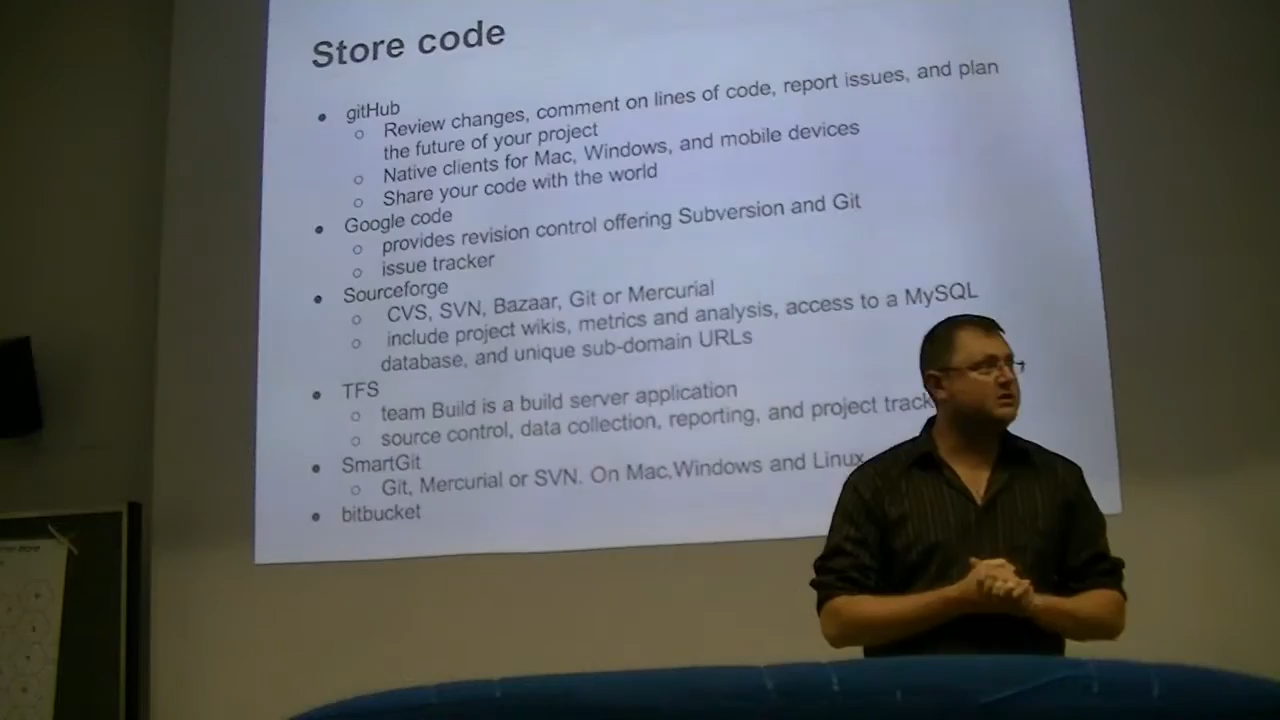 Store code
gitHub
Review changes, comment on lines of code, report issues, and plan
the future of your project
Native clients for Mac, Windows, and mobile devices
Share your code with the world
Google code
provides revision control offering Subversion and Git
issue tracker
Sourceforge
CVS, SVN, Bazaar, Git or Mercurial
include project wikis, metrics and analysis, access to a MySQL
database, and unique sub-domain URLs
TFS
team Build is a build server application
source control, data collection, reporting, and project track
SmartGit
Git, Mercurial or SVN. On Mac,Windows and Linux
bitbucket